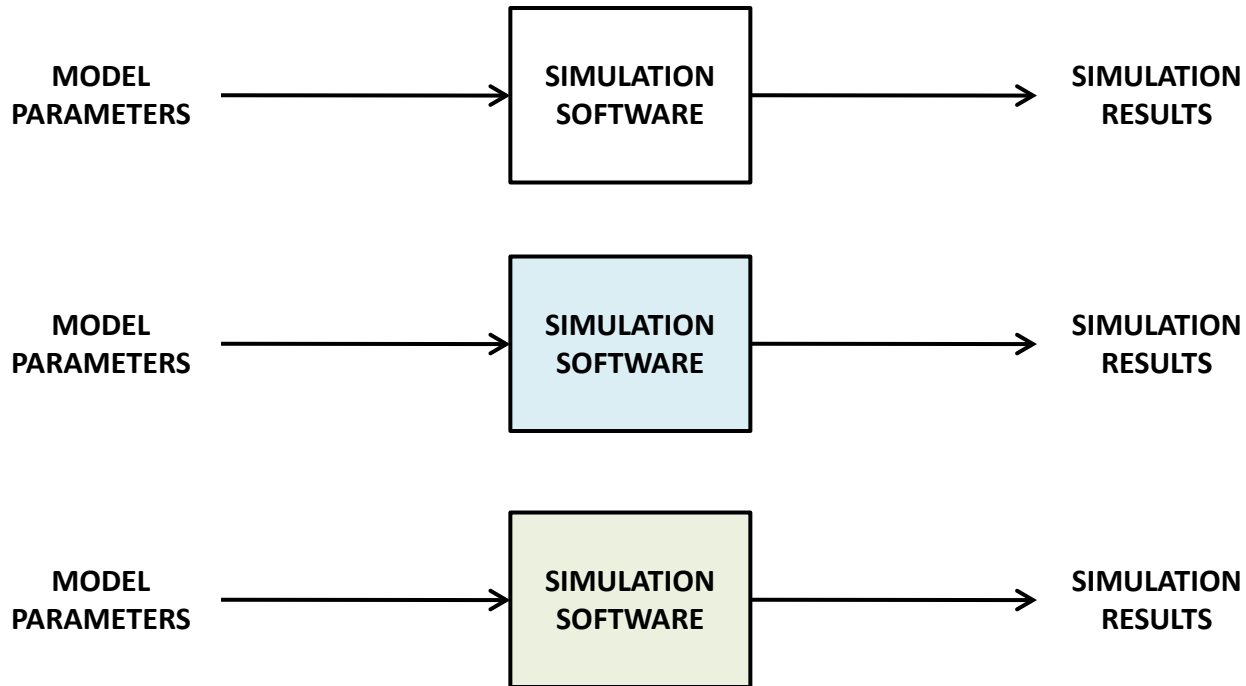 MODEL
PARAMETERS
SIMULATION
SOFTWARE
SIMULATION
RESULTS
MODEL
PARAMETERS
SIMULATION
SOFTWARE
SIMULATION
RESULTS
MODEL
PARAMETERS
SIMULATION
SOFTWARE
SIMULATION
RESULTS